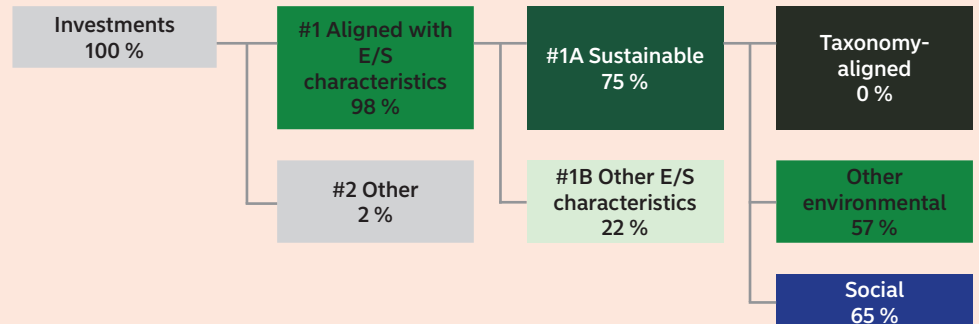 Investments
100 %
#1 Aligned with
E/S
characteristics
98 %
#1A Sustainable
75 %
Taxonomy-
aligned
0 %
#2 Other
2 %
#1B Other E/S
characteristics
22 %
Other
environmental
57 %
Social
65 %